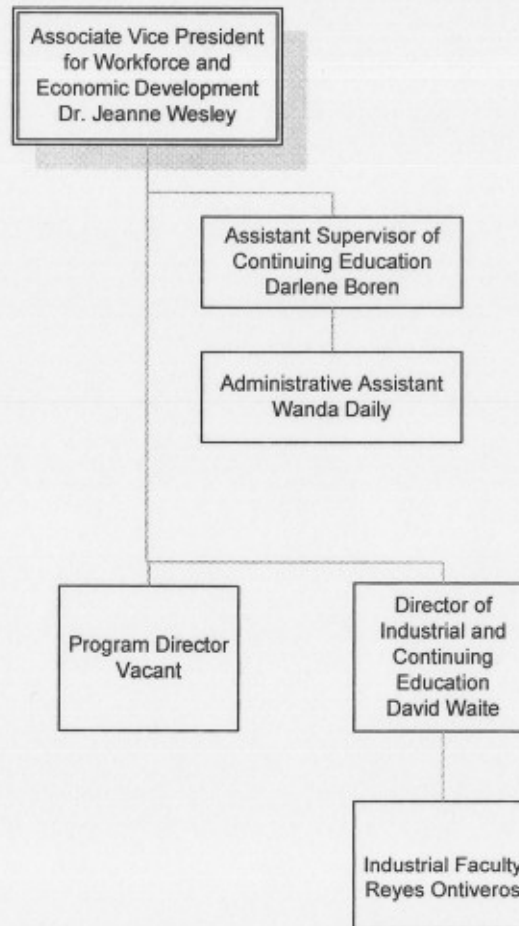 Associate Vice President
for Workforce and
Economic Development
Dr. Jeanne Wesley
Assistant Supervisor of
Continuing Education
Darlene Boren
Administrative Assistant
Wanda Daily
Program Director
Vacant
Director of
Industrial and
Continuing
Education
David Waite
Industrial Faculty
Reyes Ontiveros